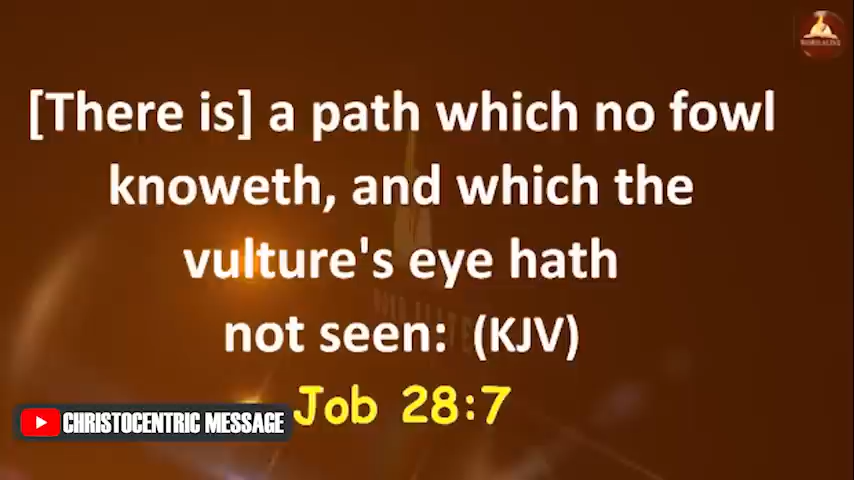 [There is] a path which no fowl
knoweth, and which the
vulture's eye hath
not seen: (KJV)
Job 28:7
CHRISTOCENTRIC MESSAGE